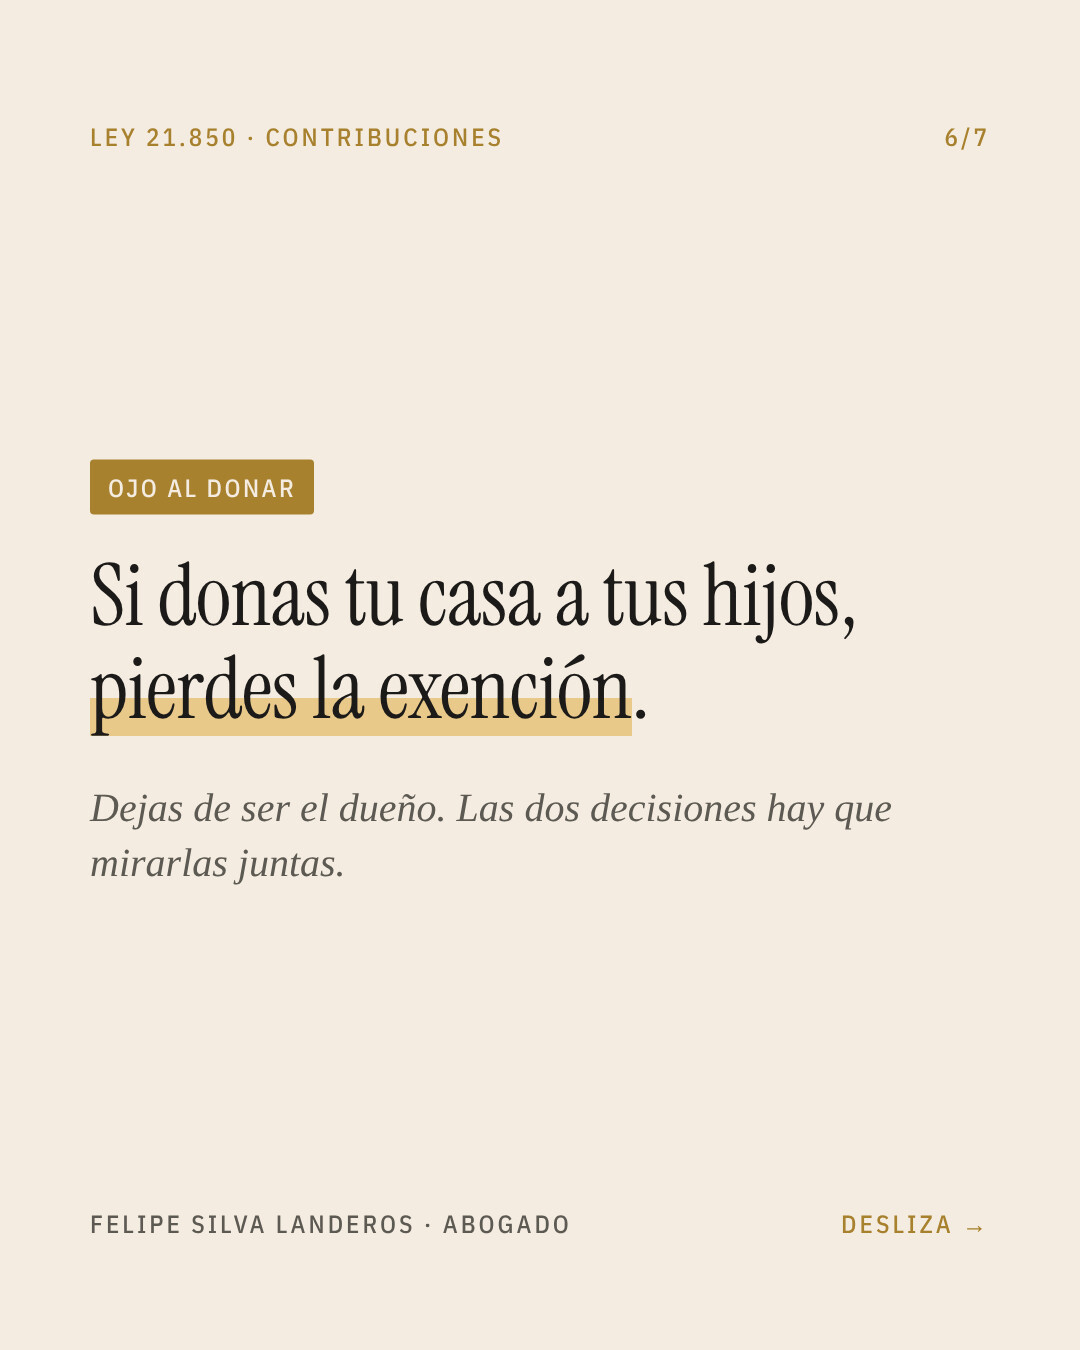 LEY 21.850 · CONTRIBUCIONES
6/7
OJO AL DONAR
Si donas tu casa a tus hijos,
pierdes la exención.
Dejas de ser el dueño. Las dos decisiones hay que
mirarlas juntas.
FELIPE SILVA LANDEROS · ABOGADO
DESLIZA →